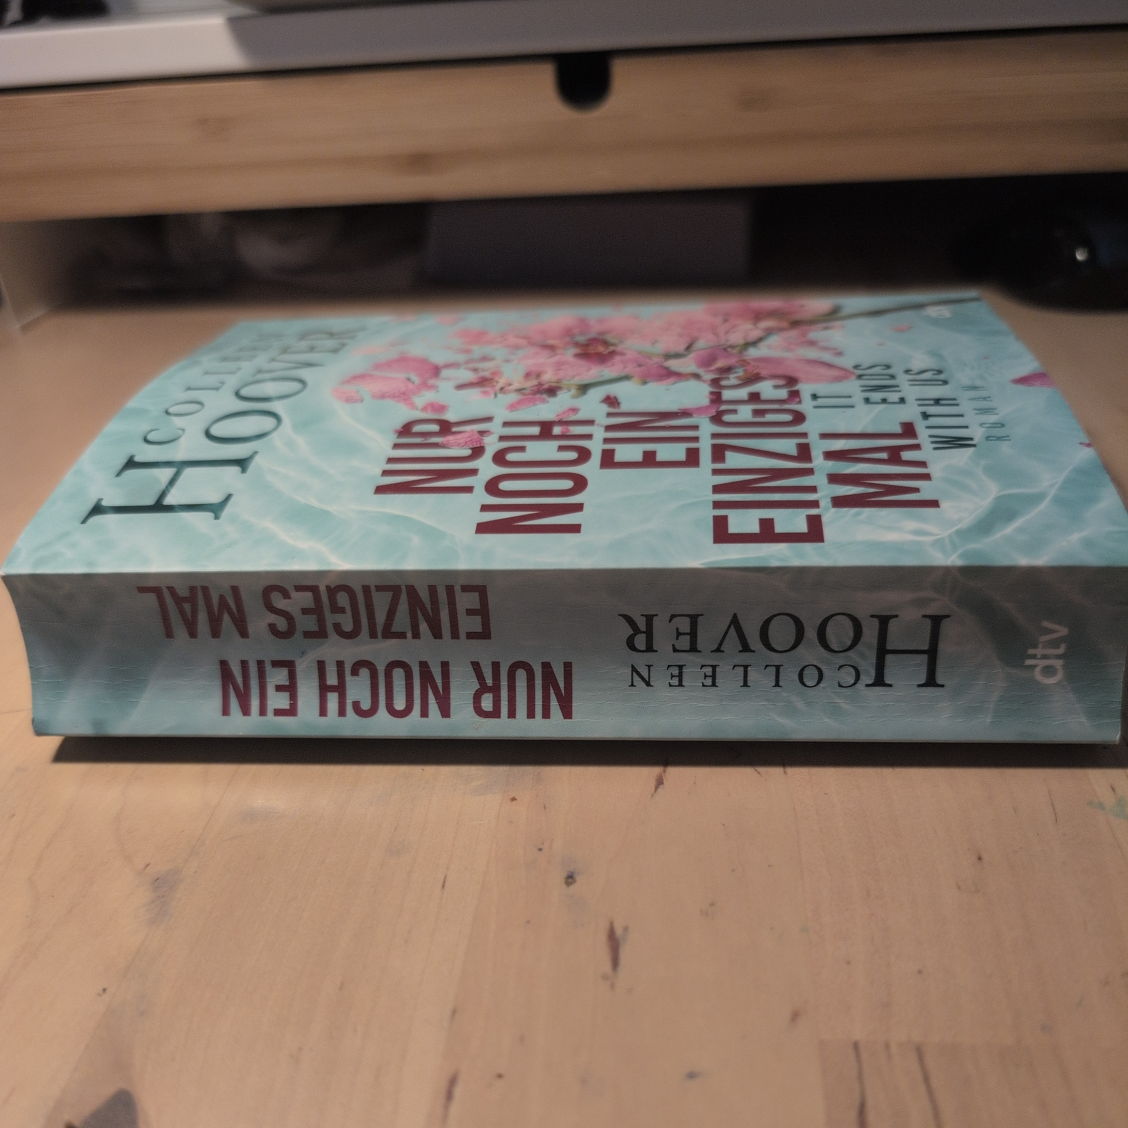 COLLEEN
HOOVER
NUR
NOCH
EIN
EINZIGES
MAL
IT
ENDS
WITH US
ROMAN
NUR NOCH EIN
EINZIGES MAL
COLLEEN
HOOVER
dtv